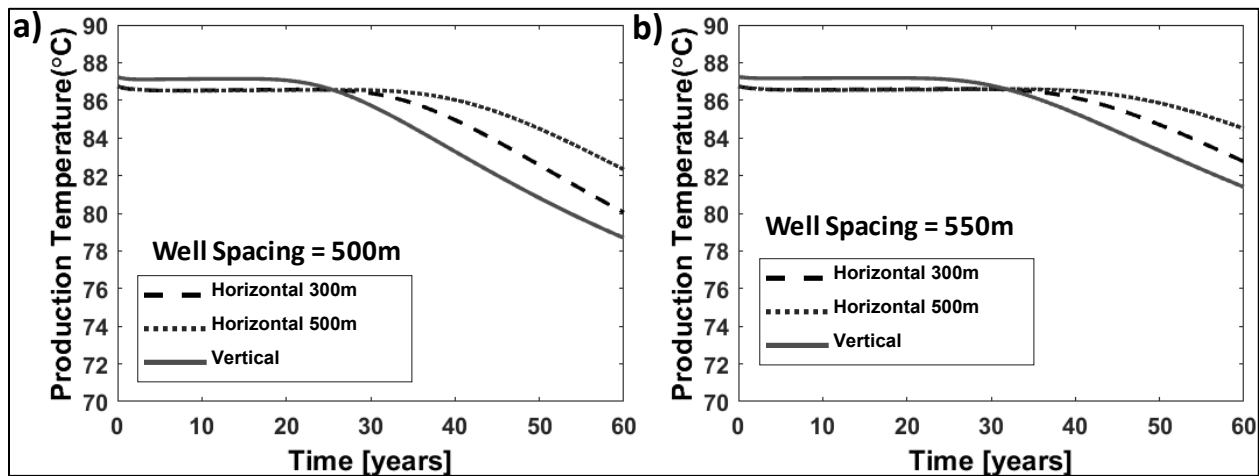 a)
Production Temperature(°C)
90
88
86
84
82
80
78
76
74
72
70
Well Spacing = 500m
Horizontal 300m
Horizontal 500m
Vertical
0 10 20 30 40 50 60
Time [years]
b)
Production Temperature(°C)
90
88
86
84
82
80
78
76
74
72
70
Well Spacing = 550m
Horizontal 300m
Horizontal 500m
Vertical
0 10 20 30 40 50 60
Time [years]